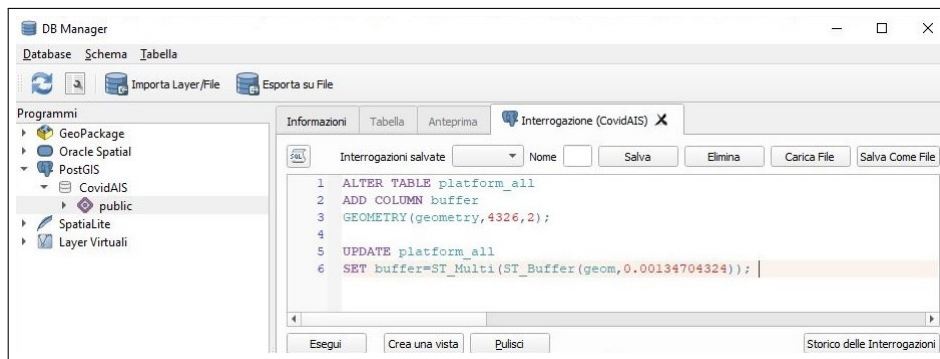 DB Manager
Database Schema Tabella
Importa Layer/File Esporta su File
Programmi
GeoPackage
Oracle Spatial
PostGIS
CovidAIS
public
SpatiaLite
Layer Virtuali
Informazioni Tabella Anteprima Interrogazione (CovidAIS) X
SQL Interrogazioni salvate Nome Salva Elimina Carica File Salva Come File
1 ALTER TABLE platform_all
2 ADD COLUMN buffer
3 GEOMETRY(geometry,4326,2);
4
5 UPDATE platform_all
6 SET buffer=ST_Multi(ST_Buffer(geom,0.00134704324));
Esegui Crea una vista Pulisci Storico delle Interrogazioni